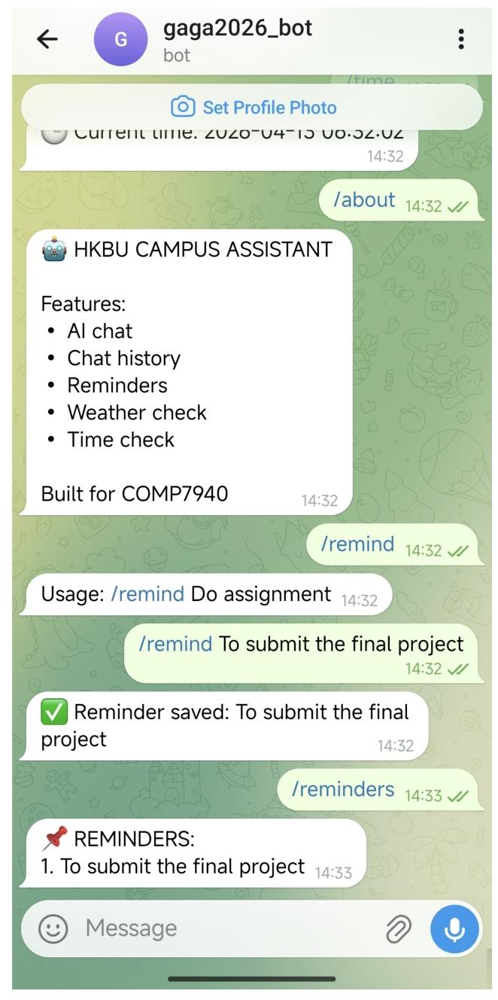 G
gaga2026_bot
bot
/time
Set Profile Photo
Current time: 2026-04-13 06:32:02
14:32
/about 14:32
HKBU CAMPUS ASSISTANT
Features:
• AI chat
• Chat history
• Reminders
• Weather check
• Time check
Built for COMP7940 14:32
/remind 14:32
Usage: /remind Do assignment 14:32
/remind To submit the final project
14:32
Reminder saved: To submit the final
project 14:32
/reminders 14:33
REMINDERS:
1. To submit the final project 14:33
Message